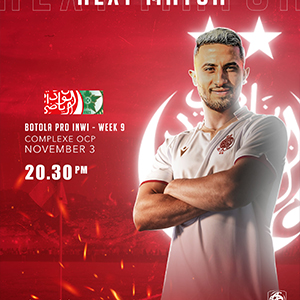 NEXT MATCH
BOTOLA PRO INWI - WEEK 9
COMPLEXE OCP
NOVEMBER 3
20.30 PM